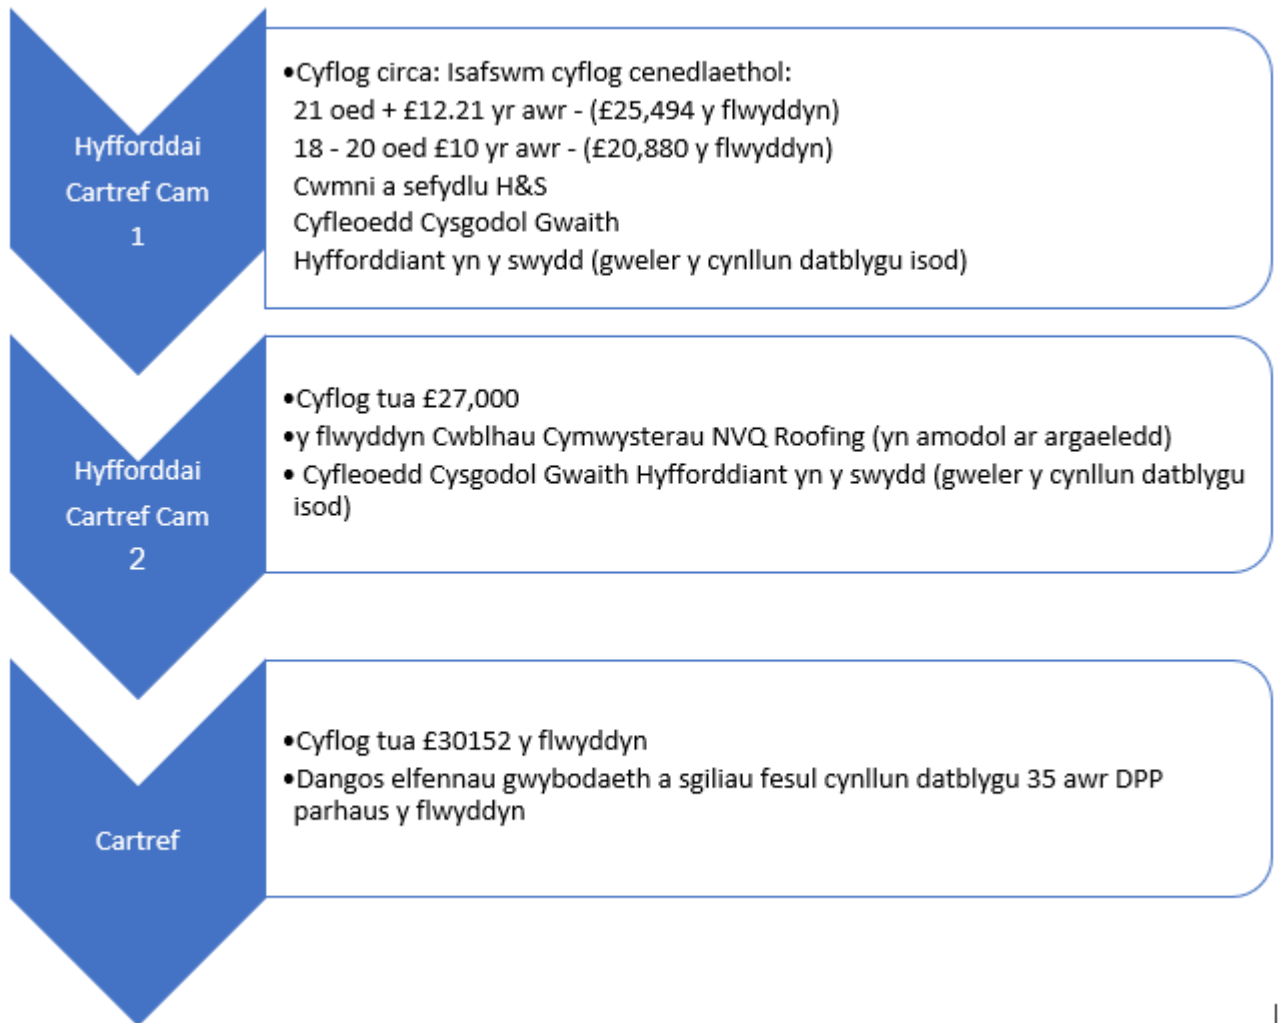 Hyfforddai
Cartref Cam
1
•Cyflog circa: Isafswm cyflog cenedlaethol:
21 oed + £12.21 yr awr - (£25,494 y flwyddyn)
18 - 20 oed £10 yr awr - (£20,880 y flwyddyn)
Cwmni a sefydlu H&S
Cyfleoedd Cysgodol Gwaith
Hyfforddiant yn y swydd (gweler y cynllun datblygu isod)
Hyfforddai
Cartref Cam
2
•Cyflog tua £27,000
•y flwyddyn Cwblhau Cymwysterau NVQ Roofing (yn amodol ar argaeledd)
• Cyfleoedd Cysgodol Gwaith Hyfforddiant yn y swydd (gweler y cynllun datblygu
isod)
Cartref
•Cyflog tua £30152 y flwyddyn
•Dangos elfennau gwybodaeth a sgiliau fesul cynllun datblygu 35 awr DPP
parhaus y flwyddyn